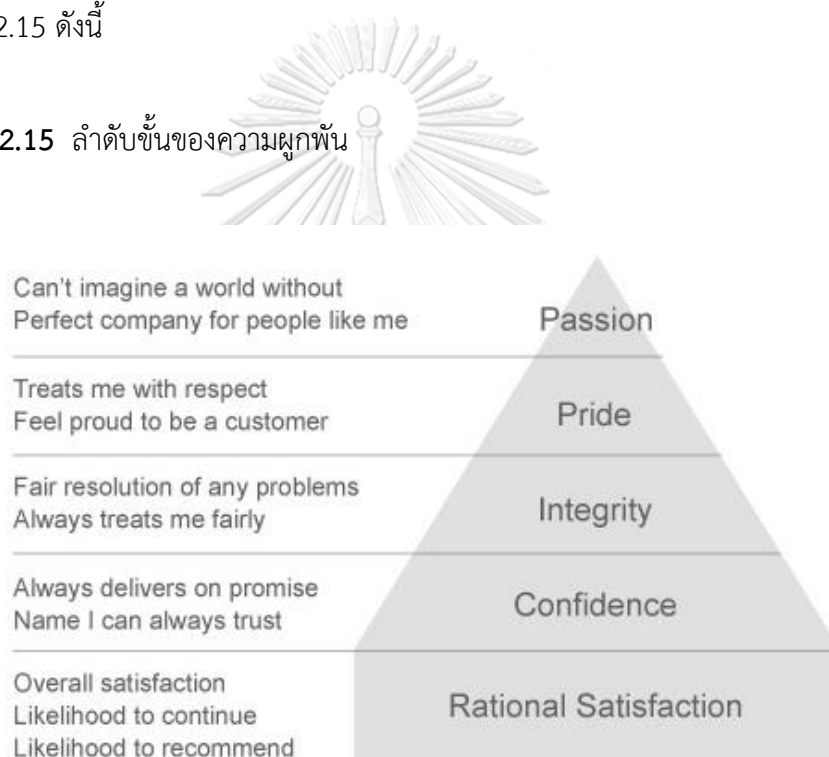 2.15 ดังนี้
2.15 ลำดับขั้นของความผูกพัน
Can't imagine a world without
Perfect company for people like me
Passion
Treats me with respect
Feel proud to be a customer
Pride
Fair resolution of any problems
Always treats me fairly
Integrity
Always delivers on promise
Name I can always trust
Confidence
Overall satisfaction
Likelihood to continue
Likelihood to recommend
Rational Satisfaction